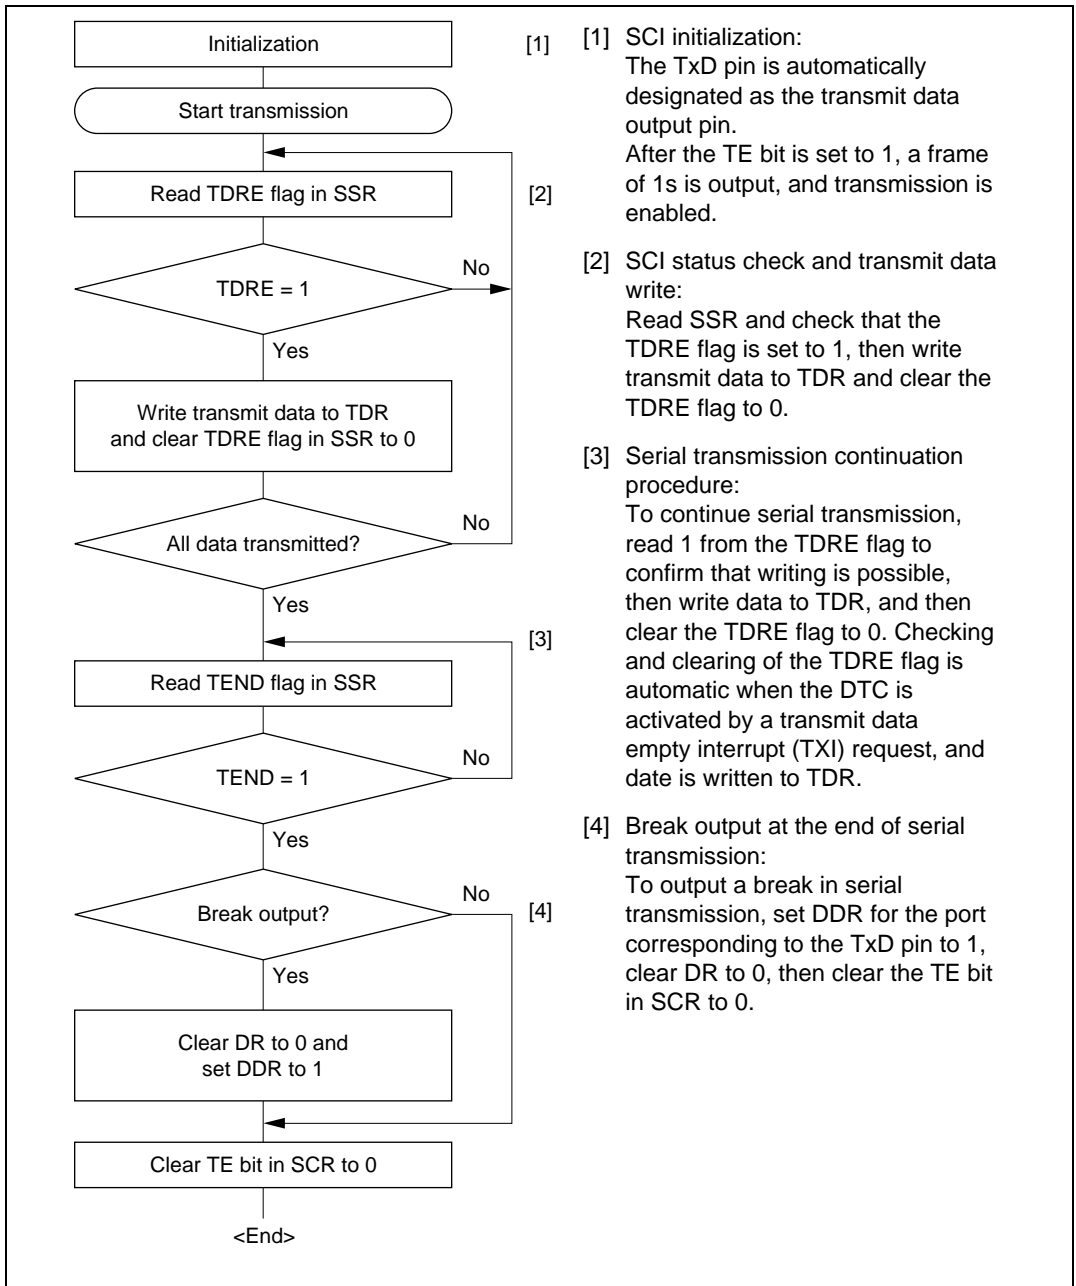 Initialization
[1]
Start transmission
Read TDRE flag in SSR
[2]
TDRE = 1
No
Yes
Write transmit data to TDR
and clear TDRE flag in SSR to 0
All data transmitted?
No
Yes
[3]
Read TEND flag in SSR
TEND = 1
No
Yes
Break output?
No
[4]
Yes
Clear DR to 0 and
set DDR to 1
Clear TE bit in SCR to 0
<End>
[1] SCI initialization:
The TxD pin is automatically
designated as the transmit data
output pin.
After the TE bit is set to 1, a frame
of 1s is output, and transmission is
enabled.
[2] SCI status check and transmit data
write:
Read SSR and check that the
TDRE flag is set to 1, then write
transmit data to TDR and clear the
TDRE flag to 0.
[3] Serial transmission continuation
procedure:
To continue serial transmission,
read 1 from the TDRE flag to
confirm that writing is possible,
then write data to TDR, and then
clear the TDRE flag to 0. Checking
and clearing of the TDRE flag is
automatic when the DTC is
activated by a transmit data
empty interrupt (TXI) request, and
date is written to TDR.
[4] Break output at the end of serial
transmission:
To output a break in serial
transmission, set DDR for the port
corresponding to the TxD pin to 1,
clear DR to 0, then clear the TE bit
in SCR to 0.